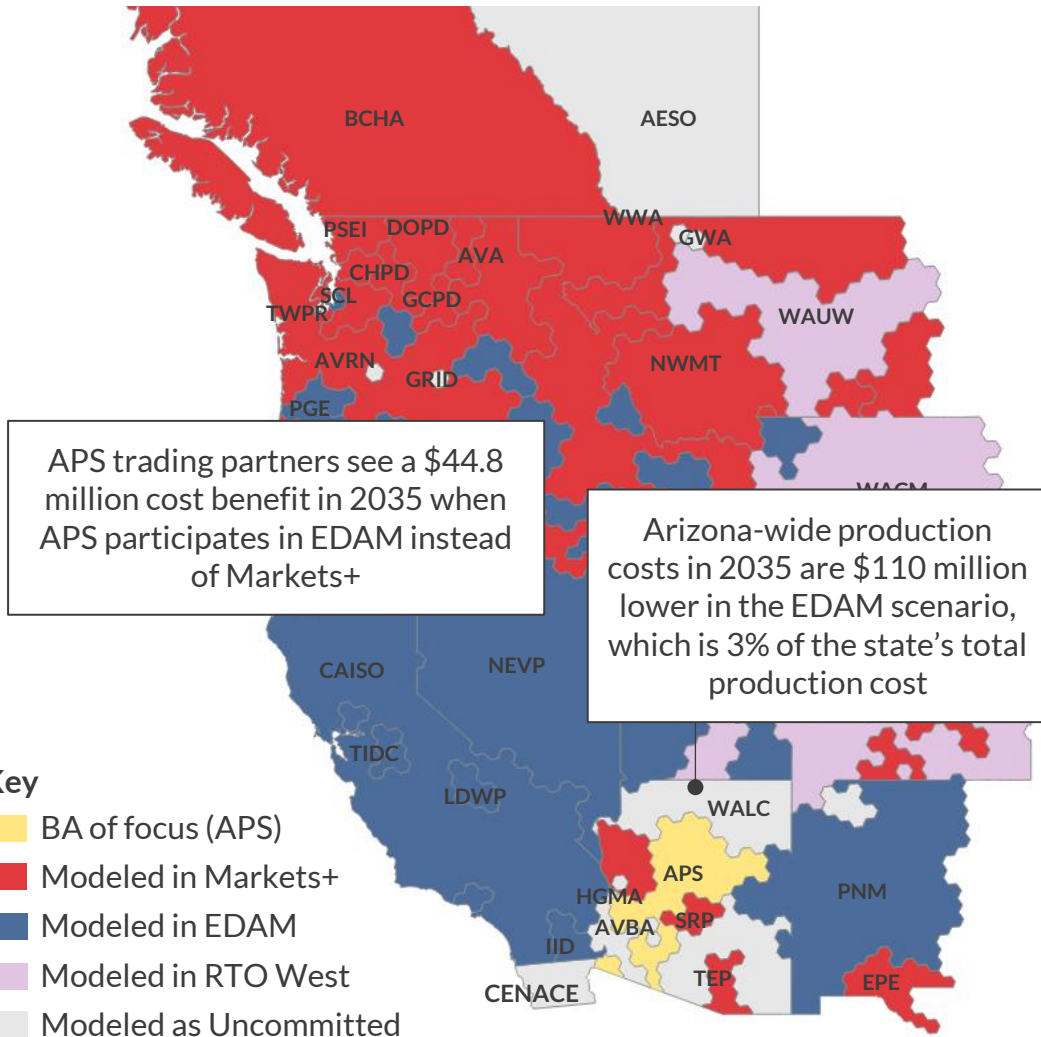 BCHA
AESO
WWA
PSEI
DOPD
GWA
AVA
CHPD
SCL
GCPD
TWPR
WAUW
AVRN
GRID
NWMT
PGE
APS trading partners see a $44.8
million cost benefit in 2035 when
APS participates in EDAM instead
of Markets+
WACM
Arizona-wide production
costs in 2035 are $110 million
lower in the EDAM scenario,
which is 3% of the state's total
production cost
CAISO
NEVP
TIDC
LDWP
WALC
APS
HGMA
AVBA
SRP
PNM
IID
TEP
EPE
CENACE
Key
BA of focus (APS)
Modeled in Markets+
Modeled in EDAM
Modeled in RTO West
Modeled as Uncommitted